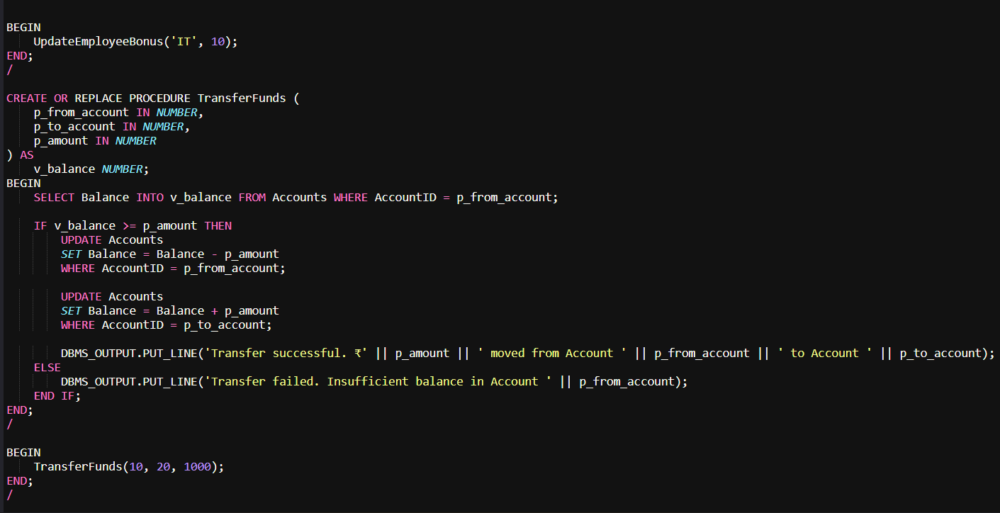 BEGIN
    UpdateEmployeeBonus('IT', 10);
END;
/

CREATE OR REPLACE PROCEDURE TransferFunds (
    p_from_account IN NUMBER,
    p_to_account IN NUMBER,
    p_amount IN NUMBER
) AS
    v_balance NUMBER;
BEGIN
    SELECT Balance INTO v_balance FROM Accounts WHERE AccountID = p_from_account;

    IF v_balance >= p_amount THEN
        UPDATE Accounts
        SET Balance = Balance - p_amount
        WHERE AccountID = p_from_account;

        UPDATE Accounts
        SET Balance = Balance + p_amount
        WHERE AccountID = p_to_account;

        DBMS_OUTPUT.PUT_LINE('Transfer successful. ₹' || p_amount || ' moved from Account ' || p_from_account || ' to Account ' || p_to_account);
    ELSE
        DBMS_OUTPUT.PUT_LINE('Transfer failed. Insufficient balance in Account ' || p_from_account);
    END IF;
END;
/

BEGIN
    TransferFunds(10, 20, 1000);
END;
/